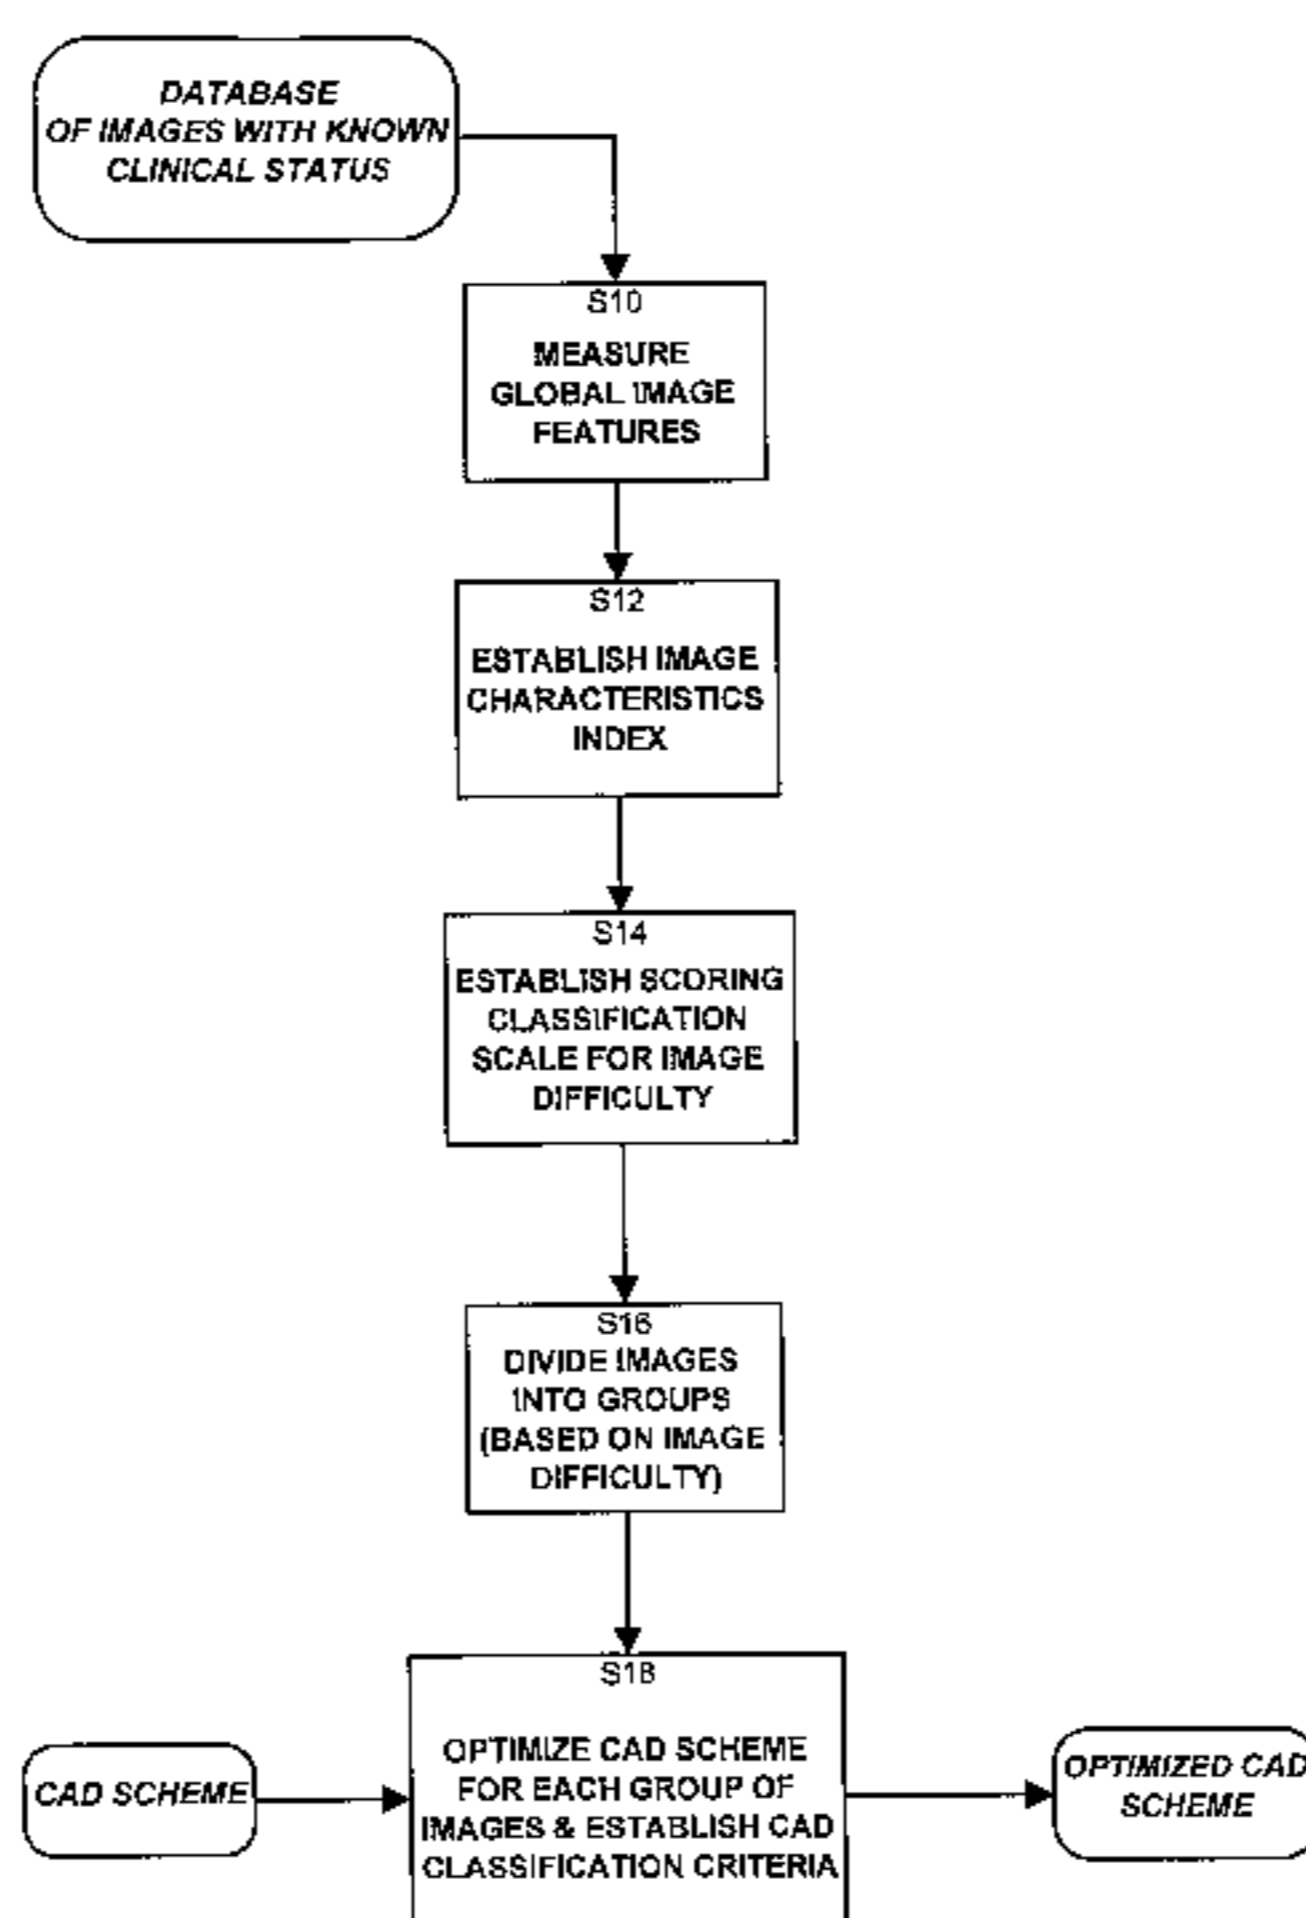 DATABASE
OF IMAGES WITH KNOWN
CLINICAL STATUS
S10
MEASURE
GLOBAL IMAGE
FEATURES
S12
ESTABLISH IMAGE
CHARACTERISTICS
INDEX
S14
ESTABLISH SCORING
CLASSIFICATION
SCALE FOR IMAGE
DIFFICULTY
S16
DIVIDE IMAGES
INTO GROUPS
(BASED ON IMAGE
DIFFICULTY)
S18
OPTIMIZE CAD SCHEME
FOR EACH GROUP OF
IMAGES & ESTABLISH CAD
CLASSIFICATION CRITERIA
CAD SCHEME
OPTIMIZED CAD
SCHEME